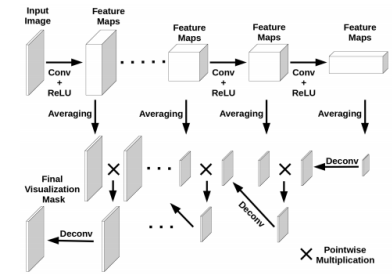 Input
Image
Feature
Maps
Feature
Maps
Feature
Maps
Feature
Maps
Conv
+
ReLU
Conv
+
ReLU
Conv
+
ReLU
Averaging
Averaging
Averaging
Averaging
Deconv
Final
Visualization
Mask
Deconv
Deconv
Pointwise
Multiplication